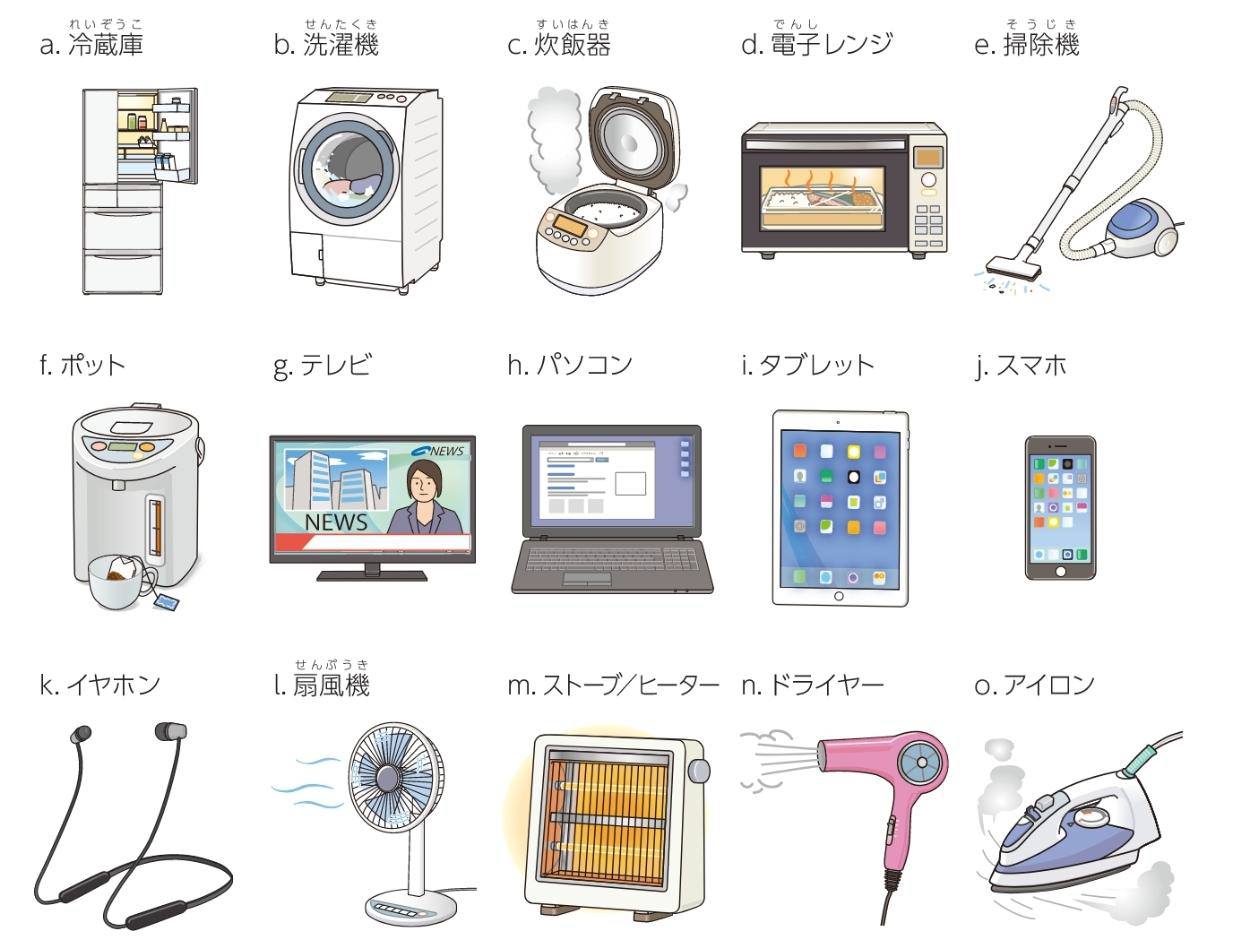 れいぞうこ
a. 冷蔵庫
せんたくき
b. 洗濯機
すいはんき
c. 炊飯器
でんし
d. 電子レンジ
そうじき
e. 掃除機
f. ポット
g. テレビ
h. パソコン
i. タブレット
j. スマホ
NEWS
NEWS
k. イヤホン
せんぷうき
l. 扇風機
m. ストーブ/ヒーター
n. ドライヤー
o. アイロン